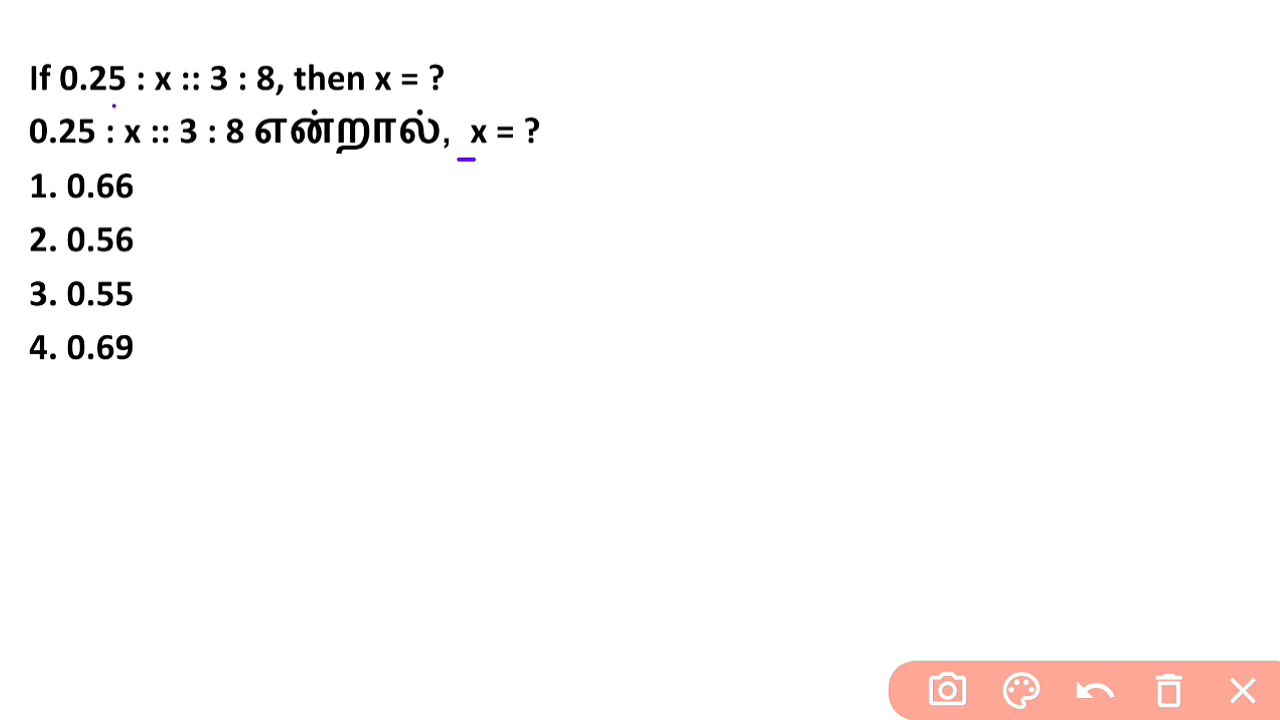 If 0.25 : x :: 3 : 8, then x = ?
0.25 : x :: 3 : 8 என்றால், x = ?
1. 0.66
2. 0.56
3. 0.55
4. 0.69